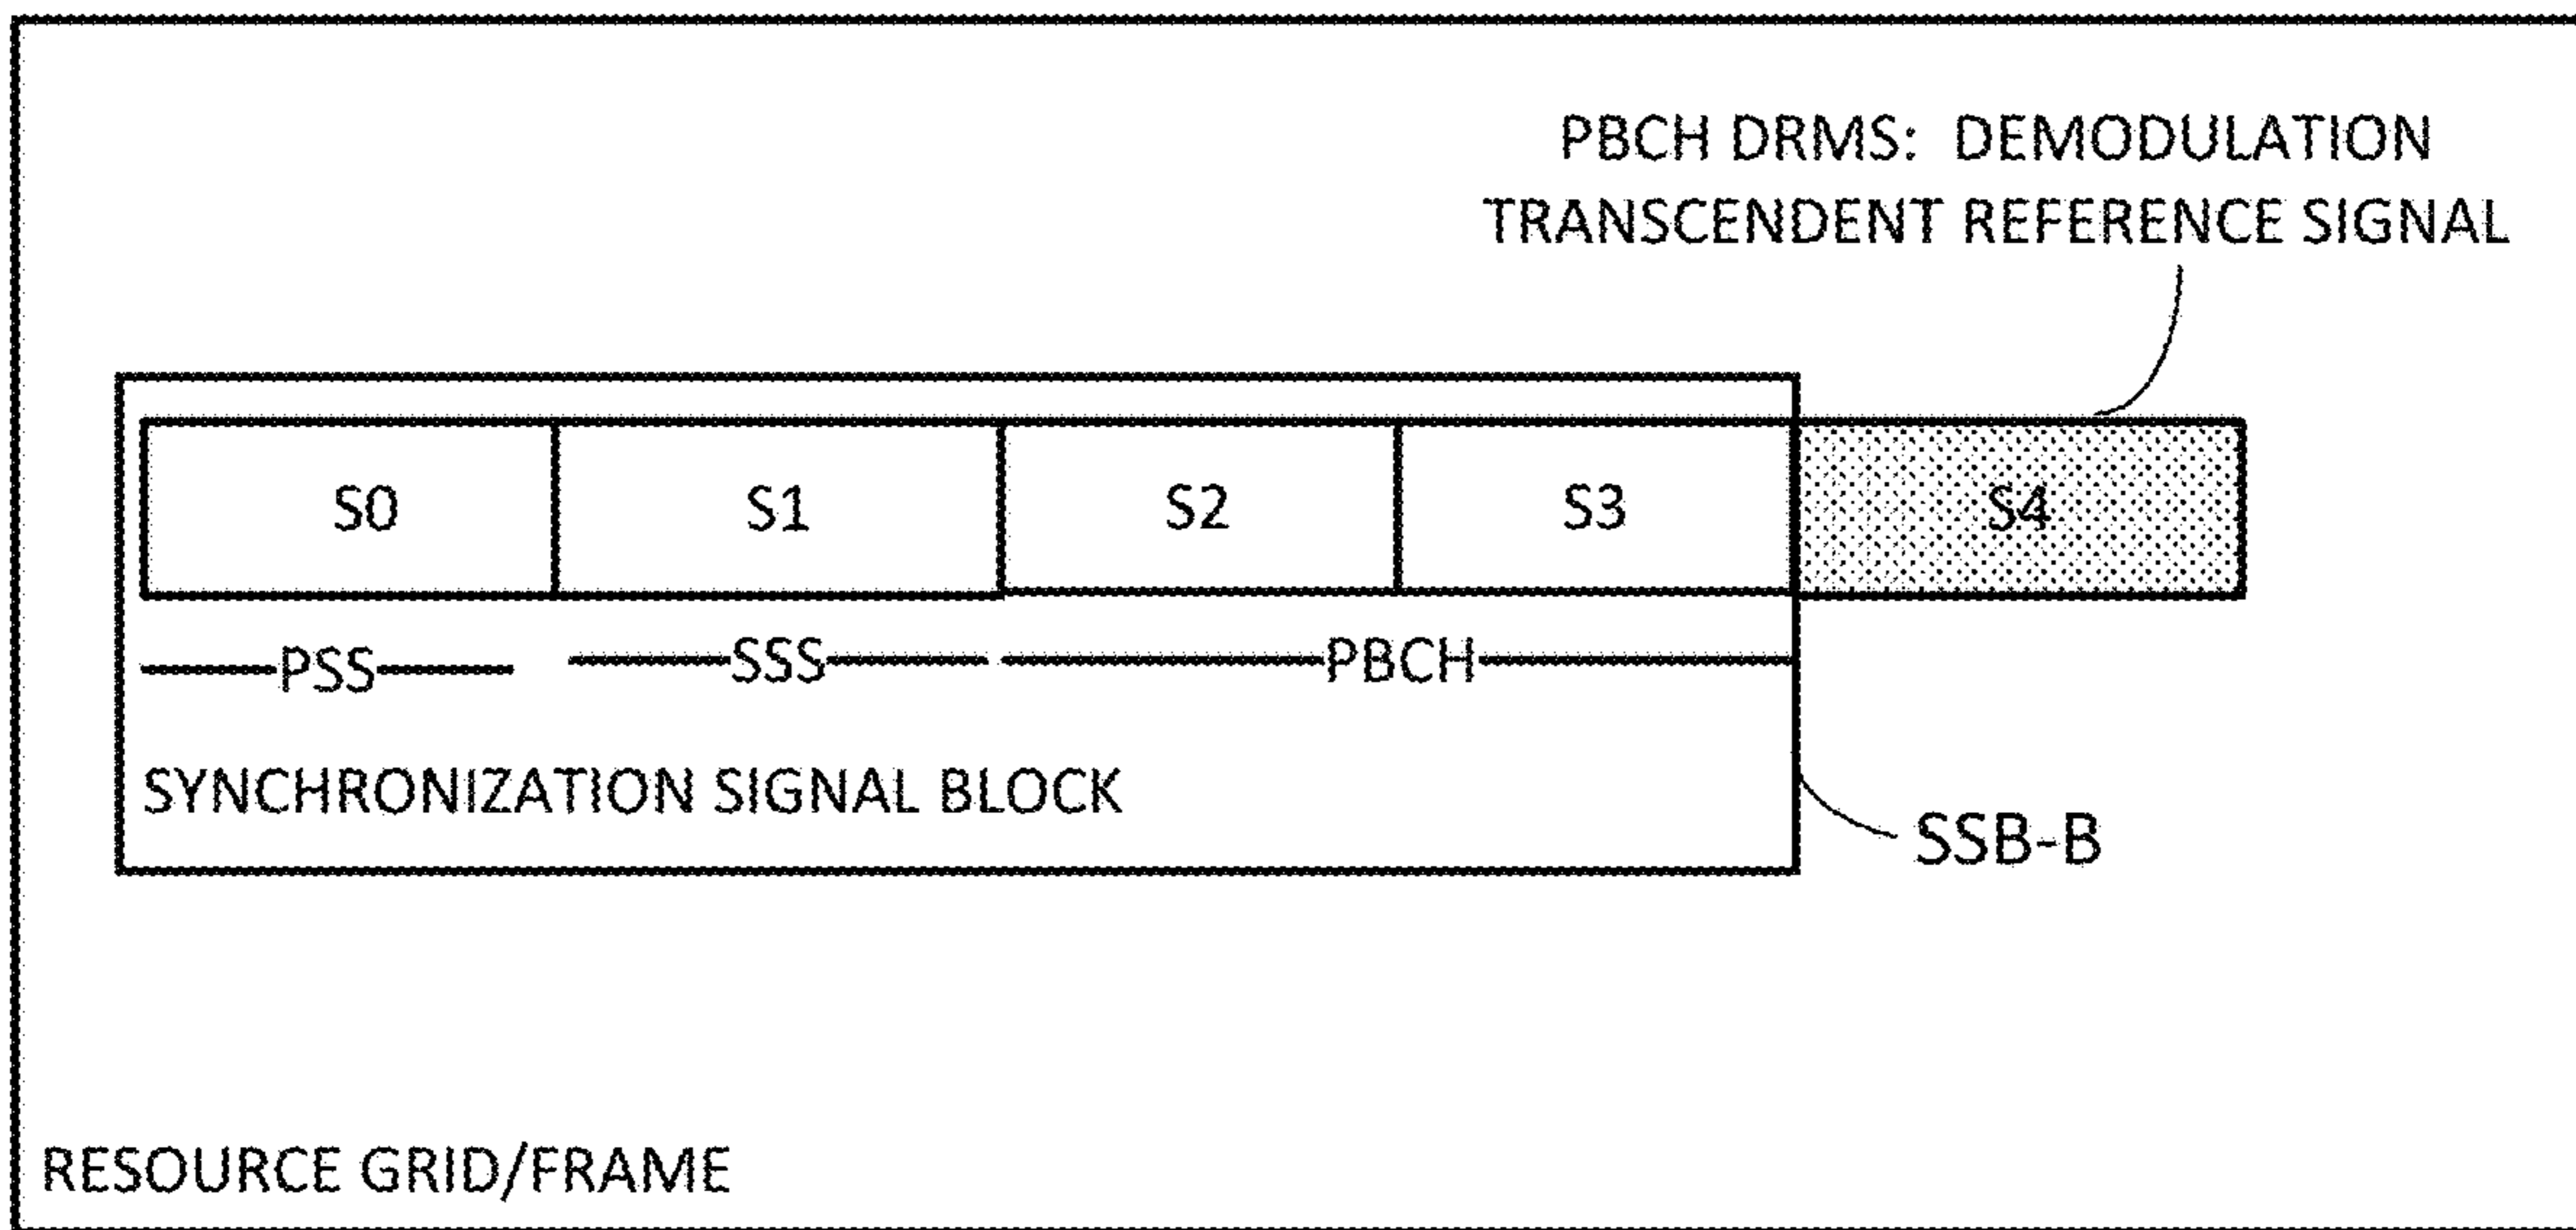 PBCH DRMS: DEMODULATION
TRANSCENDENT REFERENCE SIGNAL
S0 S1 S2 S3 S4
PSS SSS PBCH
SYNCHRONIZATION SIGNAL BLOCK
SSB-B
RESOURCE GRID/FRAME